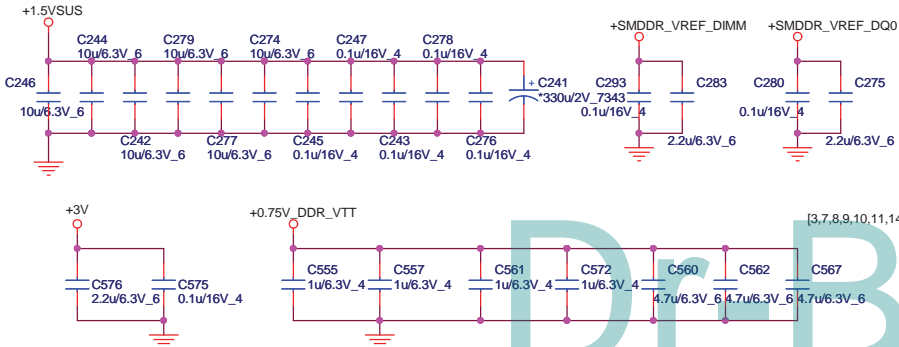 +1.5VSUS
+SMDDR_VREF_DIMM
+SMDDR_VREF_DQ0
C244
10u/6.3V_6
C279
10u/6.3V_6
C274
10u/6.3V_6
C247
0.1u/16V_4
C278
0.1u/16V_4
C246
10u/6.3V_6
C241
*330u/2V_7343
+
C293
0.1u/16V_4
C283
2.2u/6.3V_6
C280
0.1u/16V_4
C275
2.2u/6.3V_6
C242
10u/6.3V_6
C277
10u/6.3V_6
C245
0.1u/16V_4
C243
0.1u/16V_4
C276
0.1u/16V_4
+3V
+0.75V_DDR_VTT
[3,7,8,9,10,11,14
C576
2.2u/6.3V_6
C575
0.1u/16V_4
C555
1u/6.3V_4
C557
1u/6.3V_4
C561
1u/6.3V_4
C572
1u/6.3V_4
C560
4.7u/6.3V_6
C562
4.7u/6.3V_6
C567
4.7u/6.3V_6
Dr-B